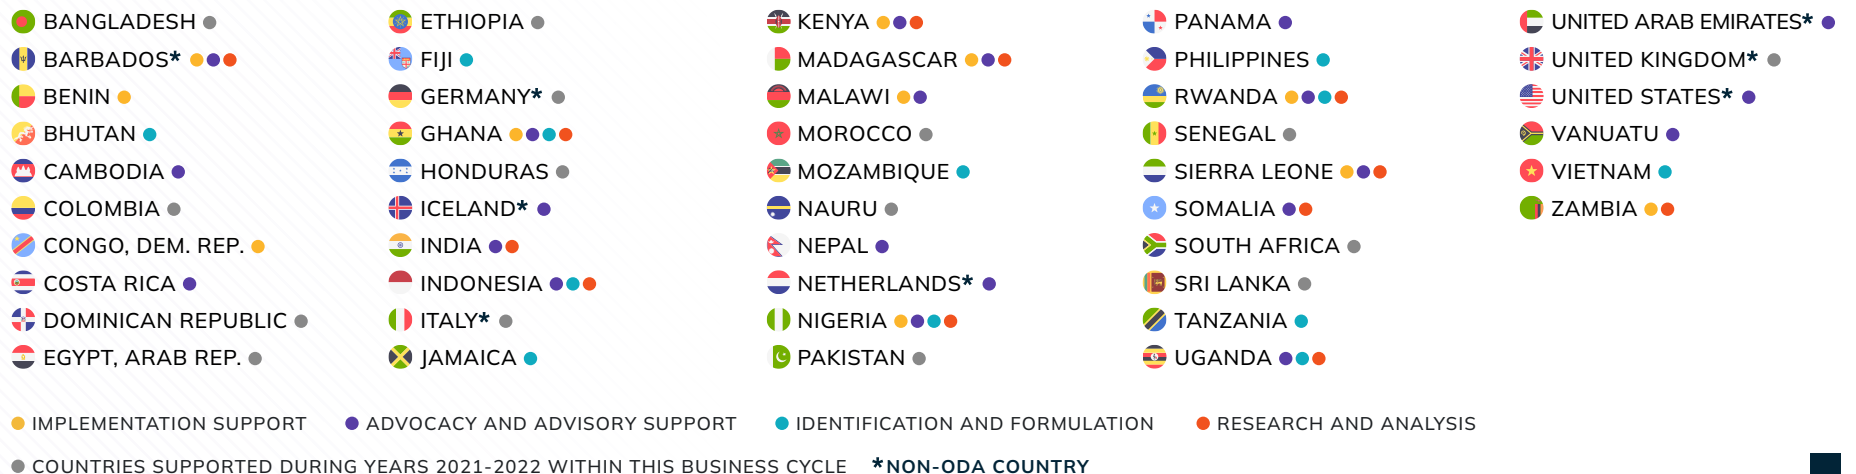 BANGLADESH
BARBADOS*
BENIN
BHUTAN
CAMBODIA
COLOMBIA
CONGO, DEM. REP.
COSTA RICA
DOMINICAN REPUBLIC
EGYPT, ARAB REP.
ETHIOPIA
FIJI
GERMANY*
GHANA
HONDURAS
ICELAND*
INDIA
INDONESIA
ITALY*
JAMAICA
KENYA
MADAGASCAR
MALAWI
MOROCCO
MOZAMBIQUE
NAURU
NEPAL
NETHERLANDS*
NIGERIA
PAKISTAN
PANAMA
PHILIPPINES
RWANDA
SENEGAL
SIERRA LEONE
SOMALIA
SOUTH AFRICA
SRI LANKA
TANZANIA
UGANDA
UNITED ARAB EMIRATES*
UNITED KINGDOM*
UNITED STATES*
VANUATU
VIETNAM
ZAMBIA
IMPLEMENTATION SUPPORT
ADVOCACY AND ADVISORY SUPPORT
IDENTIFICATION AND FORMULATION
RESEARCH AND ANALYSIS
COUNTRIES SUPPORTED DURING YEARS 2021-2022 WITHIN THIS BUSINESS CYCLE
*NON-ODA COUNTRY